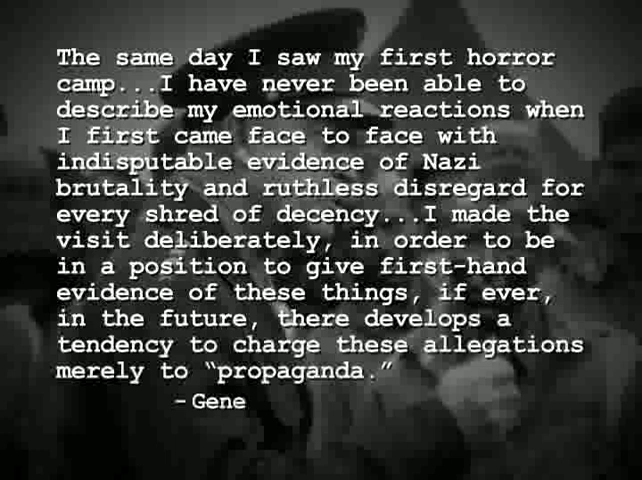 The same day I saw my first horror
camp...I have never been able to
describe my emotional reactions when
I first came face to face with
indisputable evidence of Nazi
brutality and ruthless disregard for
every shred of decency...I made the
visit deliberately, in order to be
in a position to give first-hand
evidence of these things, if ever,
in the future, there develops a
tendency to charge these allegations
merely to “propaganda.”
- Gene